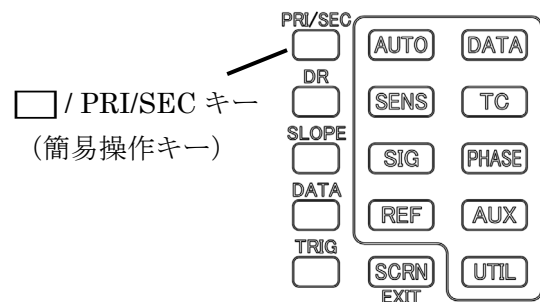 PRI/SEC
AUTO DATA
DR
SENS TC
□ / PRI/SEC キー
(簡易操作キー)
SLOPE
SIG PHASE
DATA
REF AUX
TRIG
SCRN UTIL
EXIT